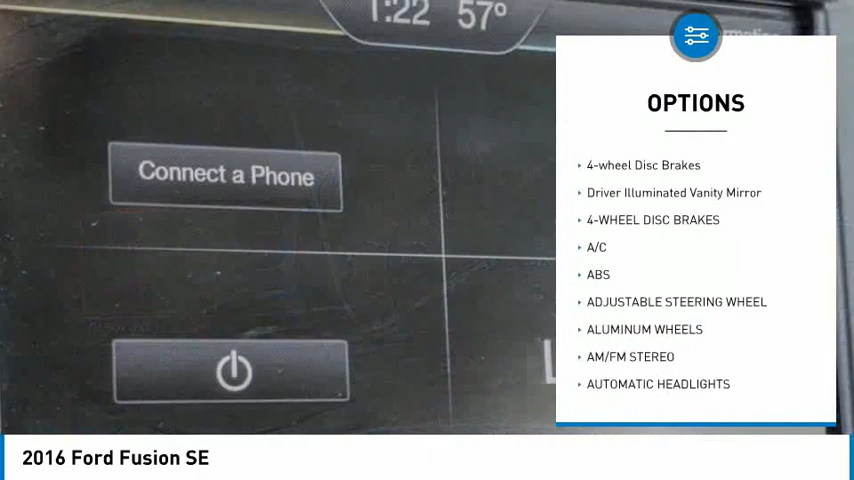 1:22 57°
Connect a Phone
OPTIONS
4-wheel Disc Brakes
Driver Illuminated Vanity Mirror
4-WHEEL DISC BRAKES
A/C
ABS
ADJUSTABLE STEERING WHEEL
ALUMINUM WHEELS
AM/FM STEREO
AUTOMATIC HEADLIGHTS
2016 Ford Fusion SE